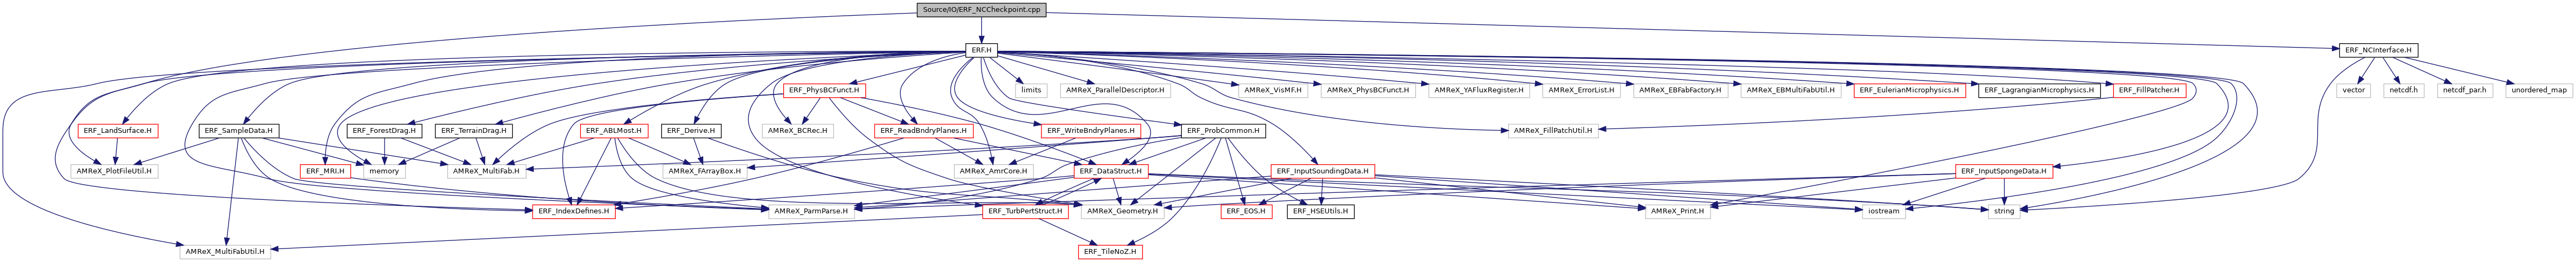 Source/IO/ERF_NCCheckpoint.cpp
ERF.H
ERF_NCInterface.H
ERF_PhysBCFunct.H
limits
AMReX_ParallelDescriptor.H
AMReX_VisMF.H
AMReX_PhysBCFunct.H
AMReX_YAFluxRegister.H
AMReX_ErrorList.H
AMReX_EBFabFactory.H
AMReX_EBMultiFabUtil.H
ERF_EulerianMicrophysics.H
ERF_LagrangianMicrophysics.H
ERF_FillPatcher.H
vector
netcdf.h
netcdf_par.h
unordered_map
ERF_LandSurface.H
ERF_SampleData.H
ERF_ForestDrag.H
ERF_TerrainDrag.H
ERF_ABLMost.H
ERF_Derive.H
AMReX_BCRec.H
ERF_ReadBndryPlanes.H
ERF_WriteBndryPlanes.H
ERF_ProbCommon.H
AMReX_FillPatchUtil.H
AMReX_PlotFileUtil.H
ERF_MRI.H
memory
AMReX_MultiFab.H
AMReX_FArrayBox.H
AMReX_AmrCore.H
ERF_DataStruct.H
ERF_InputSoundingData.H
ERF_InputSpongeData.H
ERF_IndexDefines.H
AMReX_ParmParse.H
ERF_TurbPertStruct.H
AMReX_Geometry.H
ERF_EOS.H
ERF_HSEUtils.H
AMReX_Print.H
iostream
string
AMReX_MultiFabUtil.H
ERF_TileNoZ.H